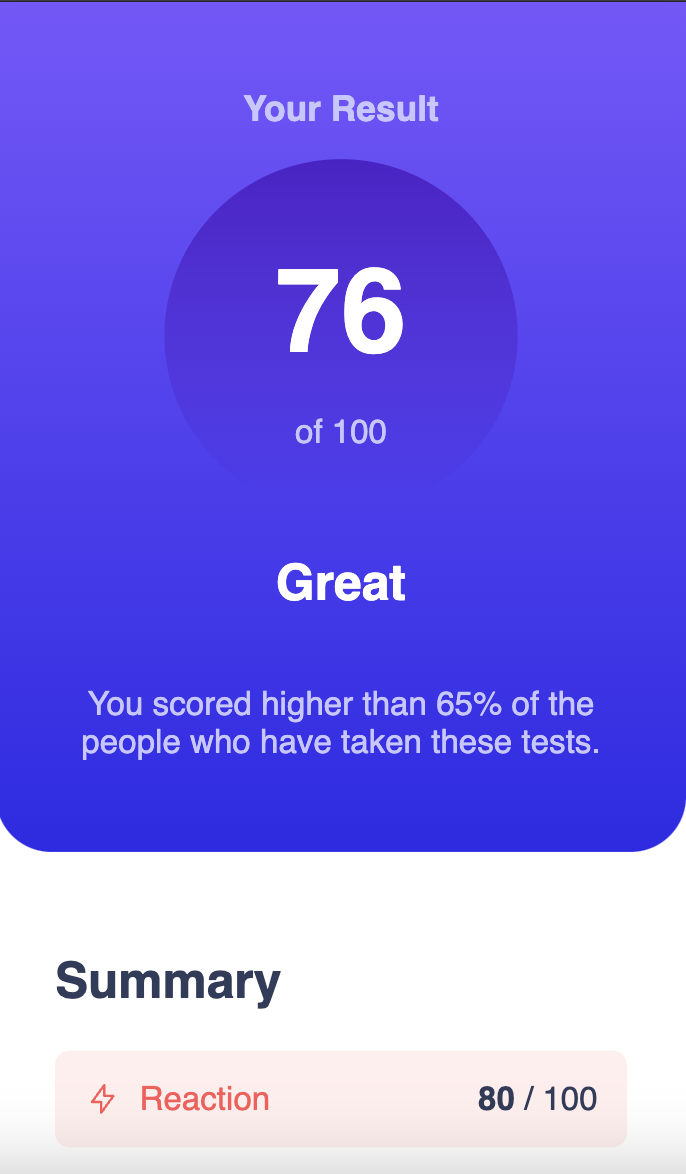 Your Result
76
of 100
Great
You scored higher than 65% of the
people who have taken these tests.
Summary
Reaction 80 / 100